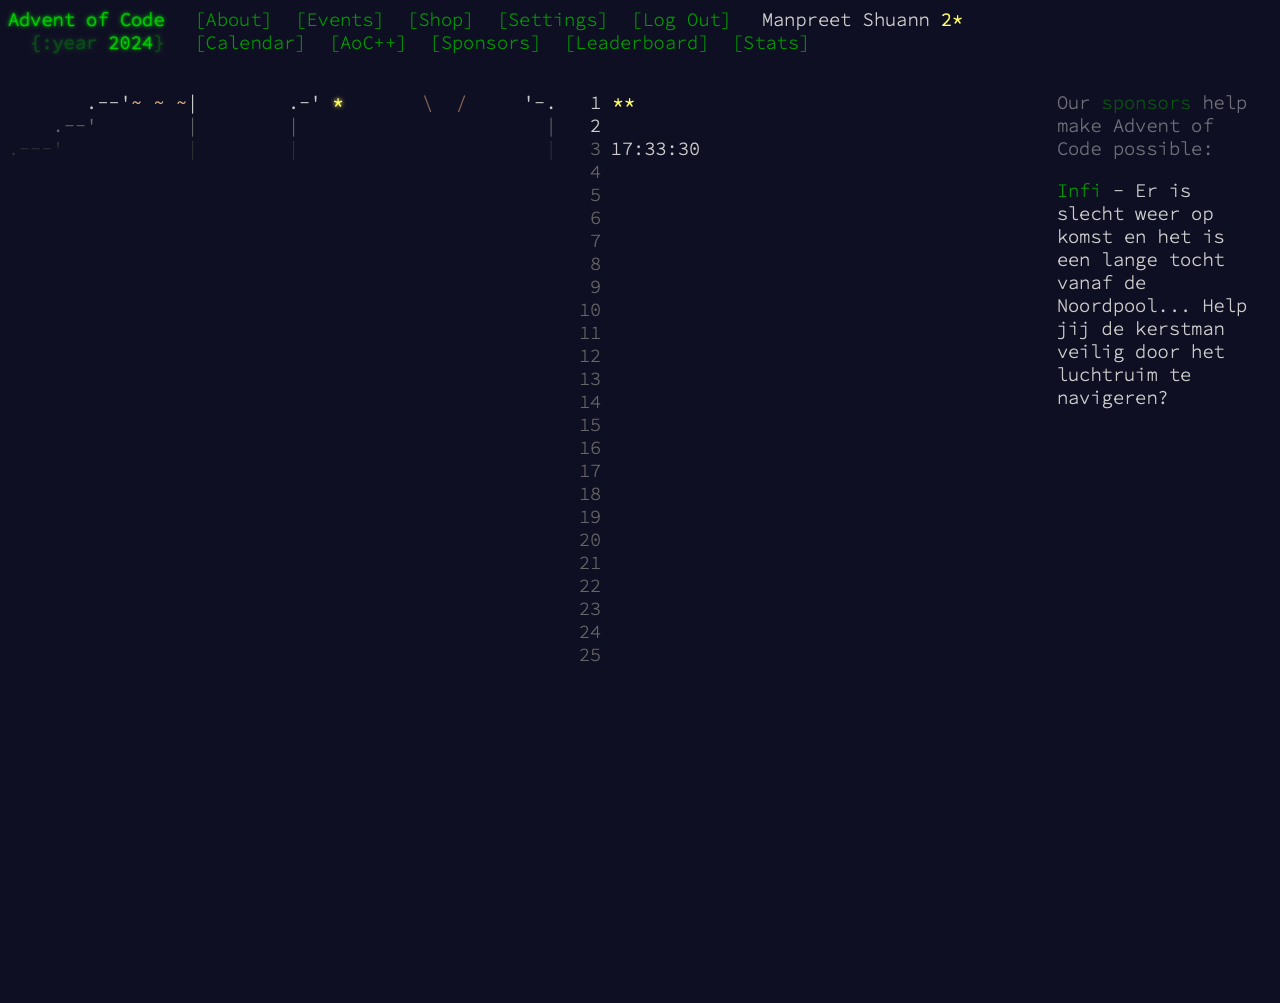 Advent of Code [About] [Events] [Shop] [Settings] [Log Out] Manpreet Shuann 2*
{:year 2024} [Calendar] [AoC++] [Sponsors] [Leaderboard] [Stats]
.--'~ ~ ~| .-' * \ / '-. 1 **
.--' | | | 2
.---' | | | 3 17:33:30
4
5
6
7
8
9
10
11
12
13
14
15
16
17
18
19
20
21
22
23
24
25
Our sponsors help
make Advent of
Code possible:
Infi - Er is
slecht weer op
komst en het is
een lange tocht
vanaf de
Noordpool... Help
jij de kerstman
veilig door het
luchtruim te
navigeren?